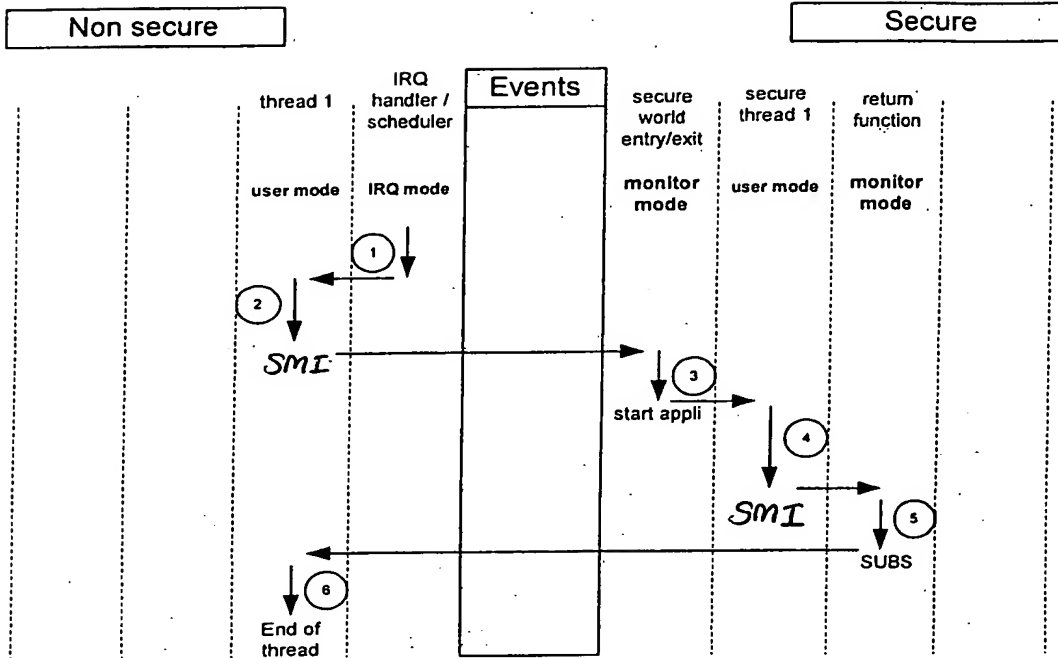 Non secure
Secure
Events
thread 1
IRQ
handler /
scheduler
secure
world
entry/exit
secure
thread 1
return
function
user mode
IRQ mode
monitor
mode
user mode
monitor
mode
1
2
SMI
3
start appli
4
SMI
5
SUBS
6
End of
thread